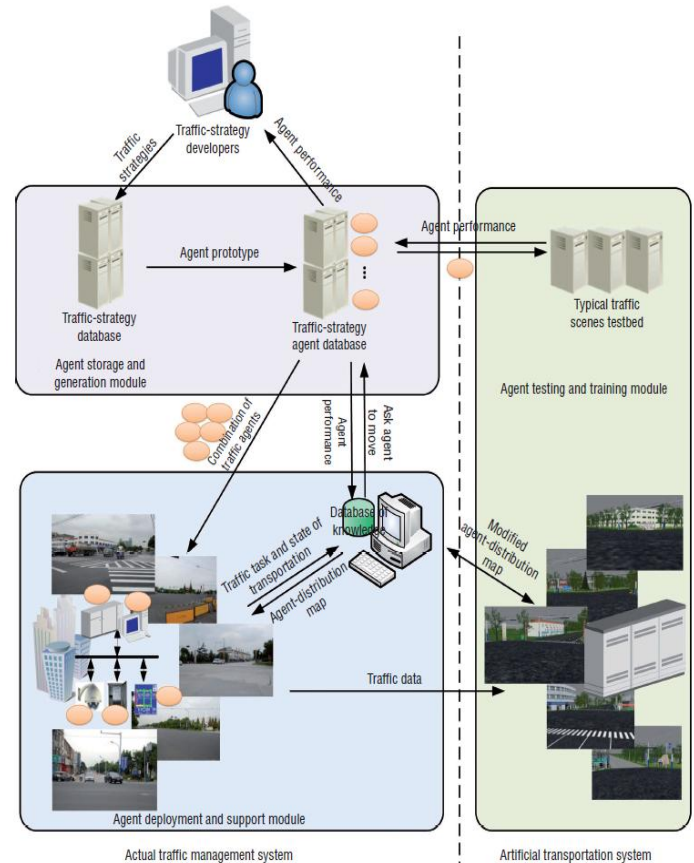 Traffic-strategy
developers
Traffic
strategies
Agent performance
Agent prototype
Agent performance
Traffic-strategy
database
Traffic-strategy
agent database
Typical traffic
scenes testbed
Agent storage and
generation module
Agent testing and training module
Combination of
traffic agents
Agent
performance
Ask agent
to move
Database of
knowledge
Traffic task and state of
transportation
Agent-distribution
map
Modified
agent-distribution
map
Traffic data
Agent deployment and support module
Actual traffic management system
Artificial transportation system